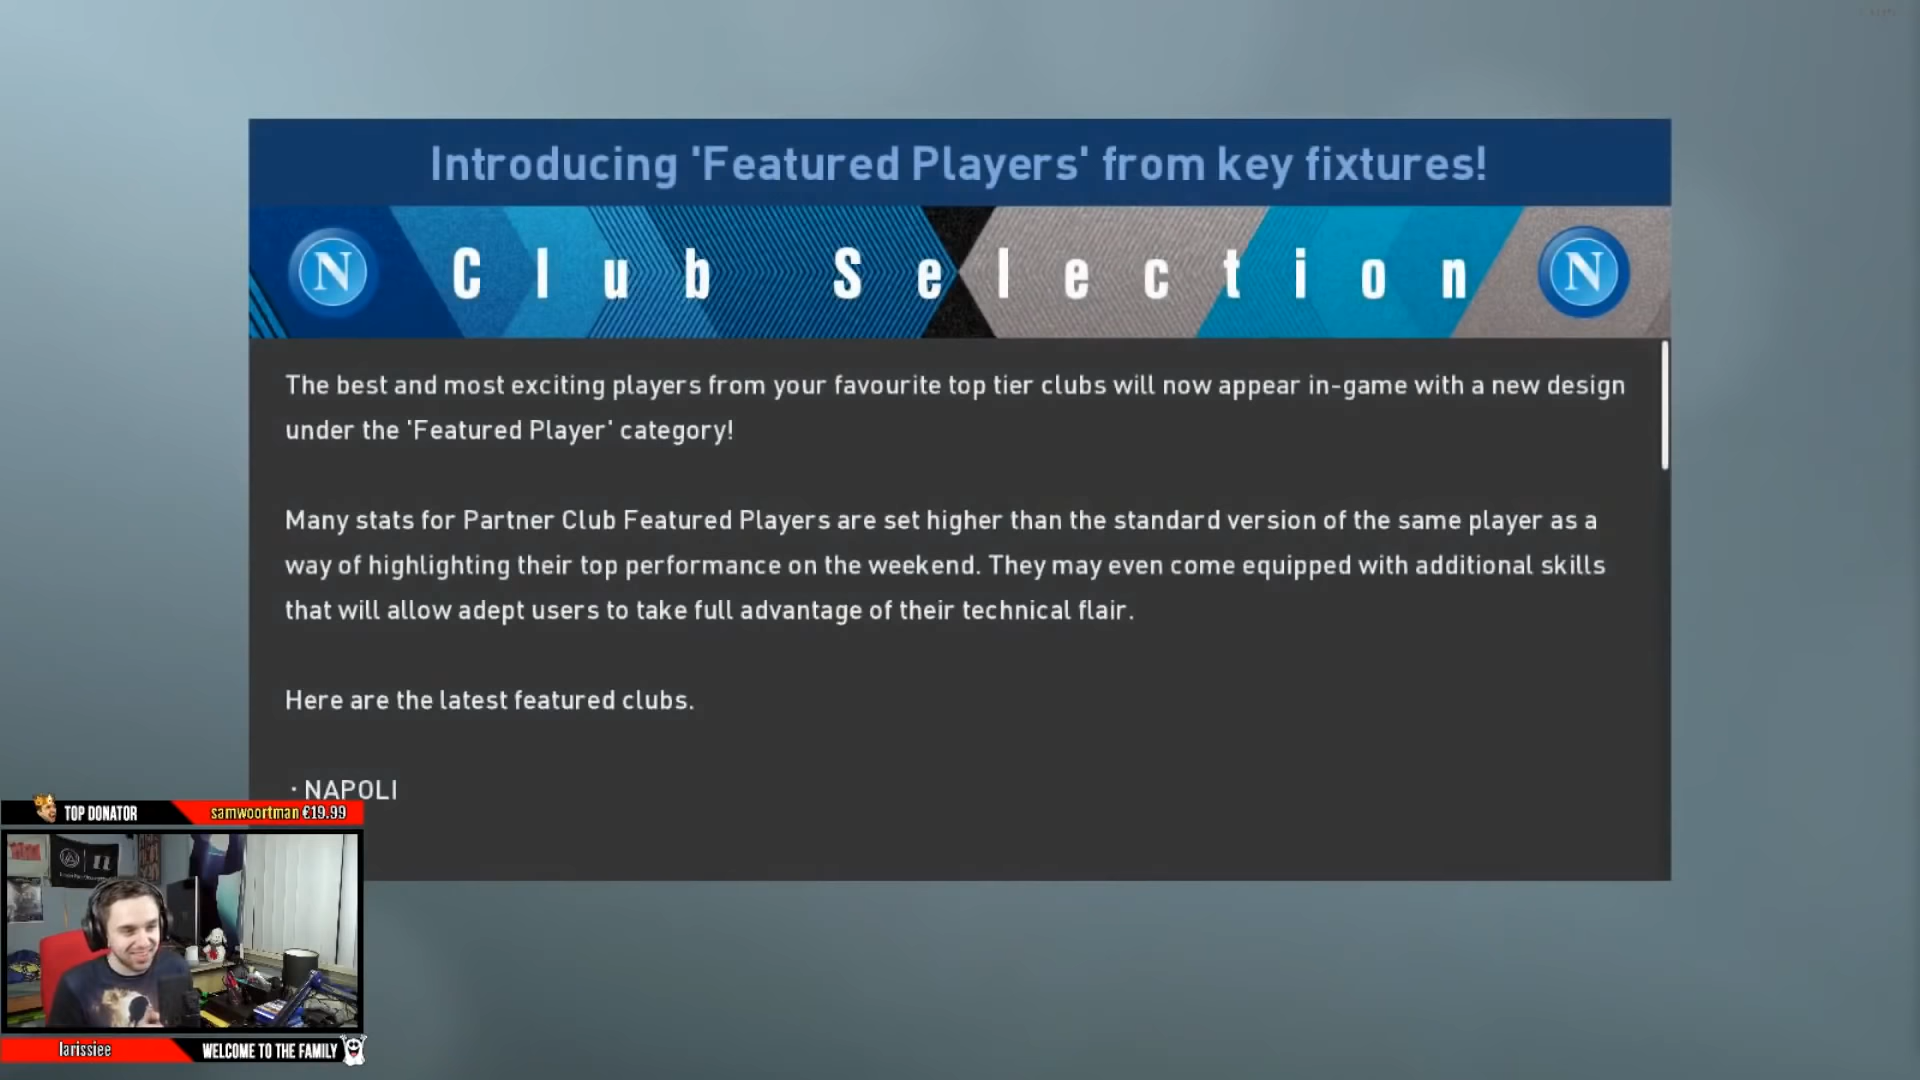 Introducing 'Featured Players' from key fixtures!
N Club Selection N
The best and most exciting players from your favourite top tier clubs will now appear in-game with a new design
under the 'Featured Player' category!
Many stats for Partner Club Featured Players are set higher than the standard version of the same player as a
way of highlighting their top performance on the weekend. They may even come equipped with additional skills
that will allow adept users to take full advantage of their technical flair.
Here are the latest featured clubs.
· NAPOLI
TOP DONATOR samwoortman €19.99
larissiee WELCOME TO THE FAMILY